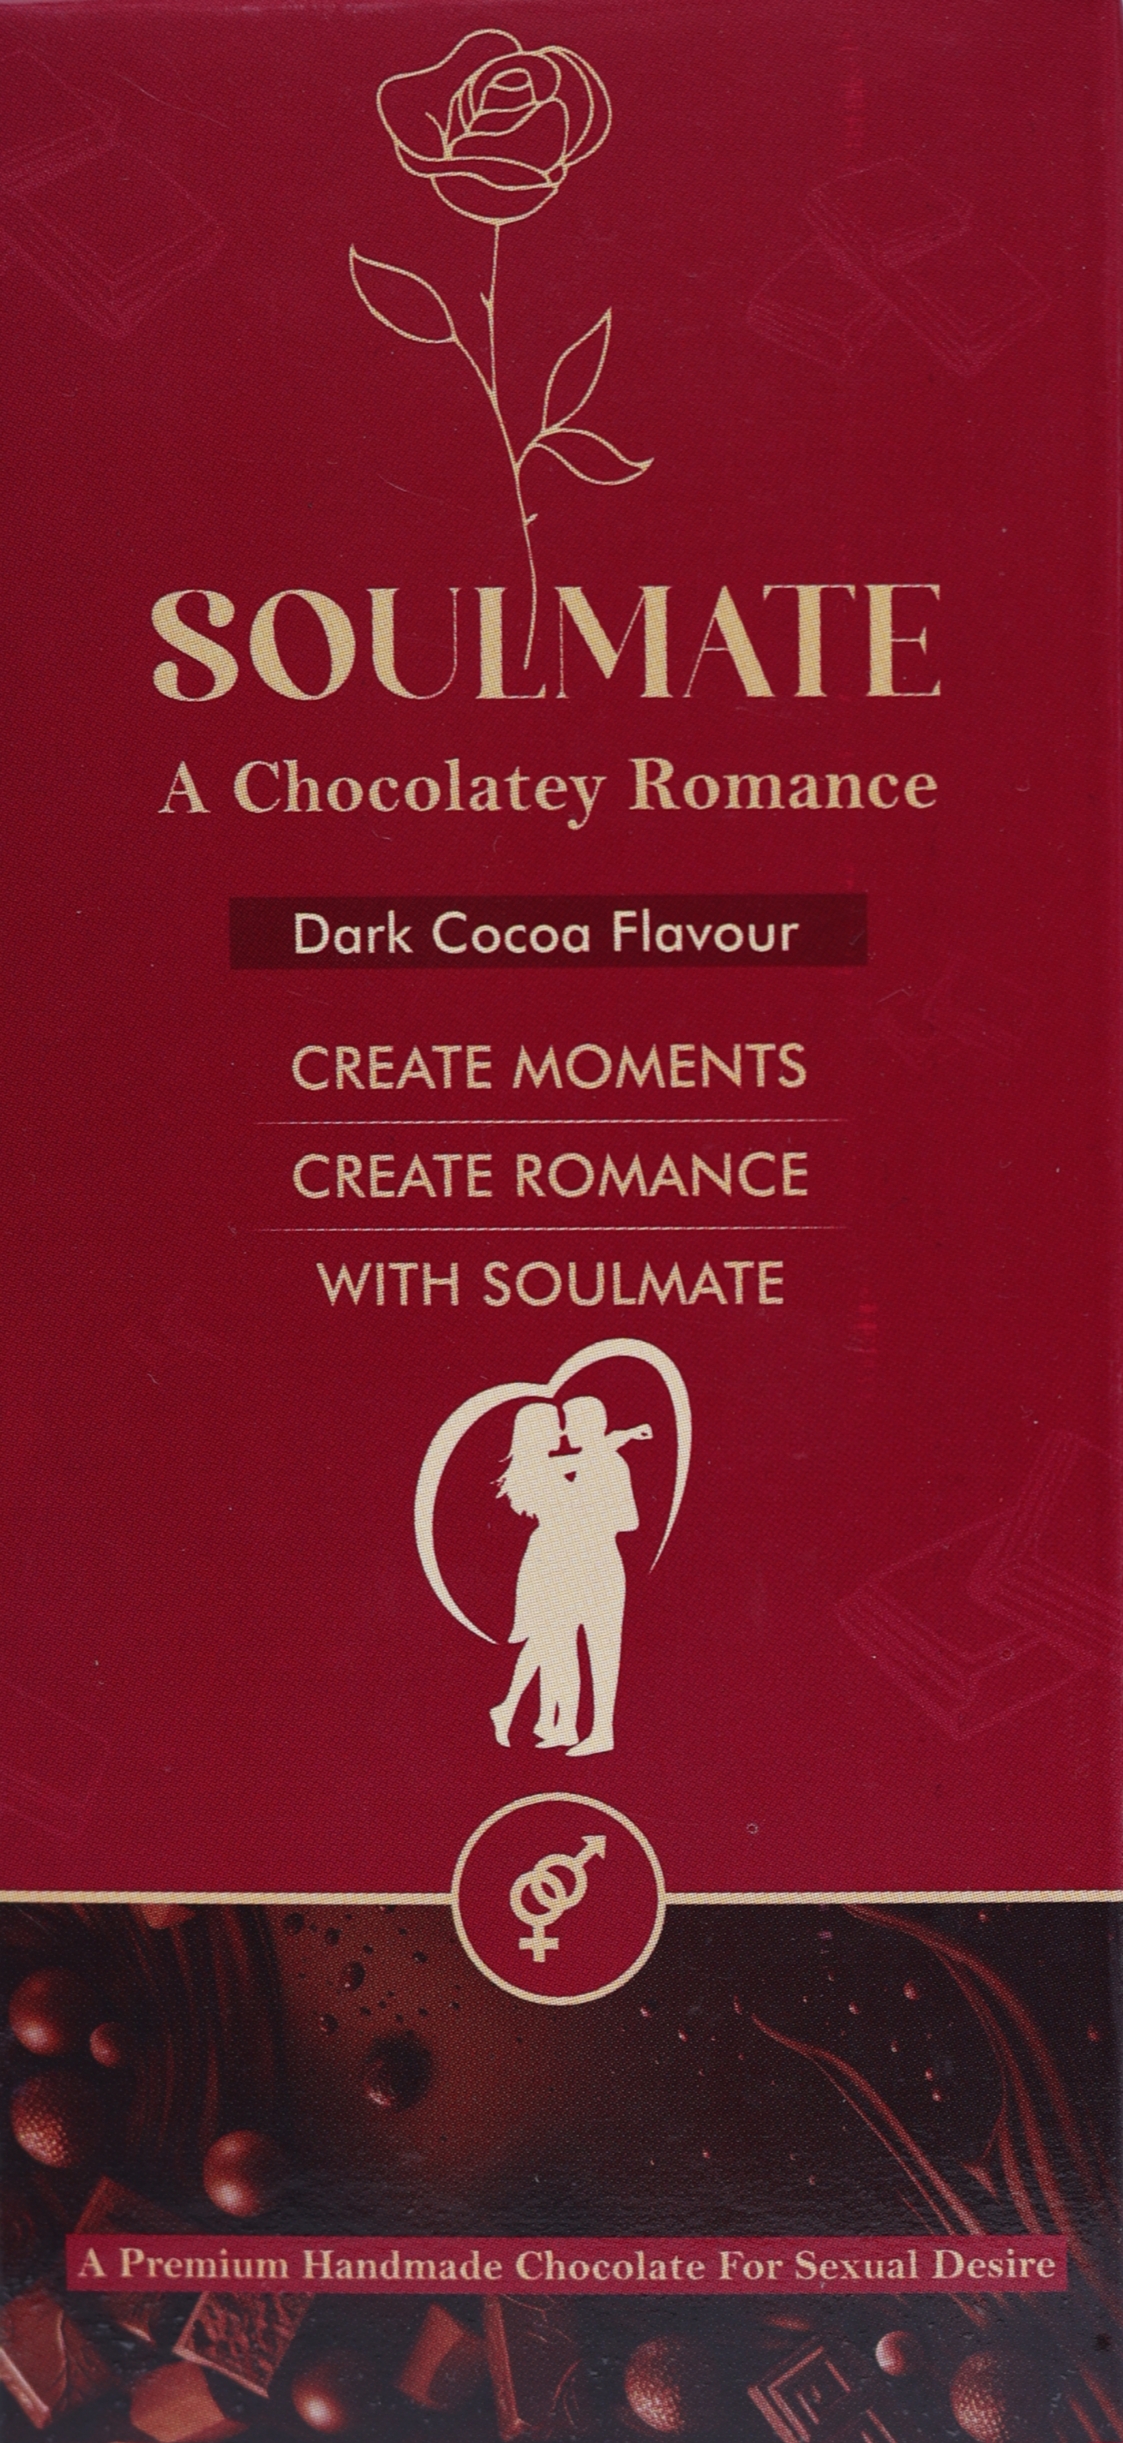 SOULMATE
A Chocolatey Romance
Dark Cocoa Flavour
CREATE MOMENTS
CREATE ROMANCE
WITH SOULMATE
A Premium Handmade Chocolate For Sexual Desire